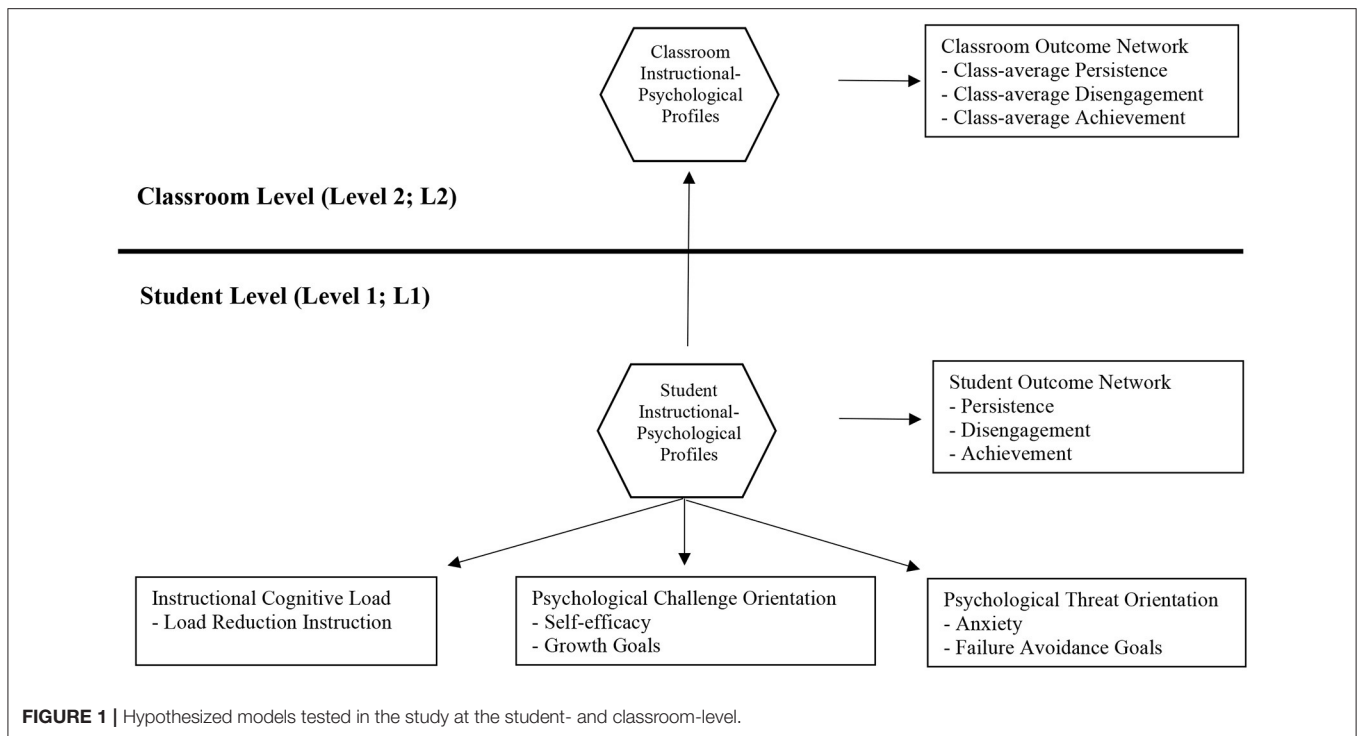 Classroom
Instructional-
Psychological
Profiles
Classroom Outcome Network
- Class-average Persistence
- Class-average Disengagement
- Class-average Achievement
Classroom Level (Level 2; L2)
Student Level (Level 1; L1)
Student
Instructional-
Psychological
Profiles
Student Outcome Network
- Persistence
- Disengagement
- Achievement
Instructional Cognitive Load
- Load Reduction Instruction
Psychological Challenge Orientation
- Self-efficacy
- Growth Goals
Psychological Threat Orientation
- Anxiety
- Failure Avoidance Goals
FIGURE 1 | Hypothesized models tested in the study at the student- and classroom-level.